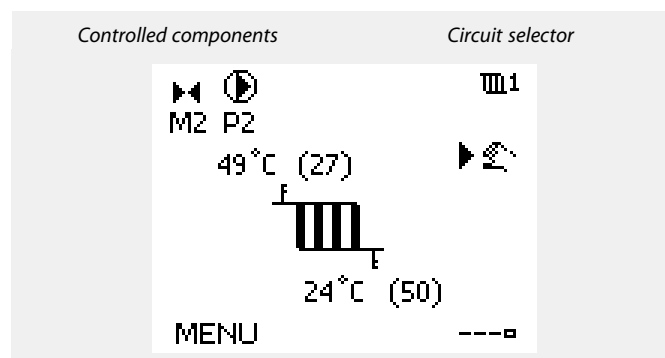 Controlled components Circuit selector
1
M2 P2
49°C (27)
24°C (50)
MENU